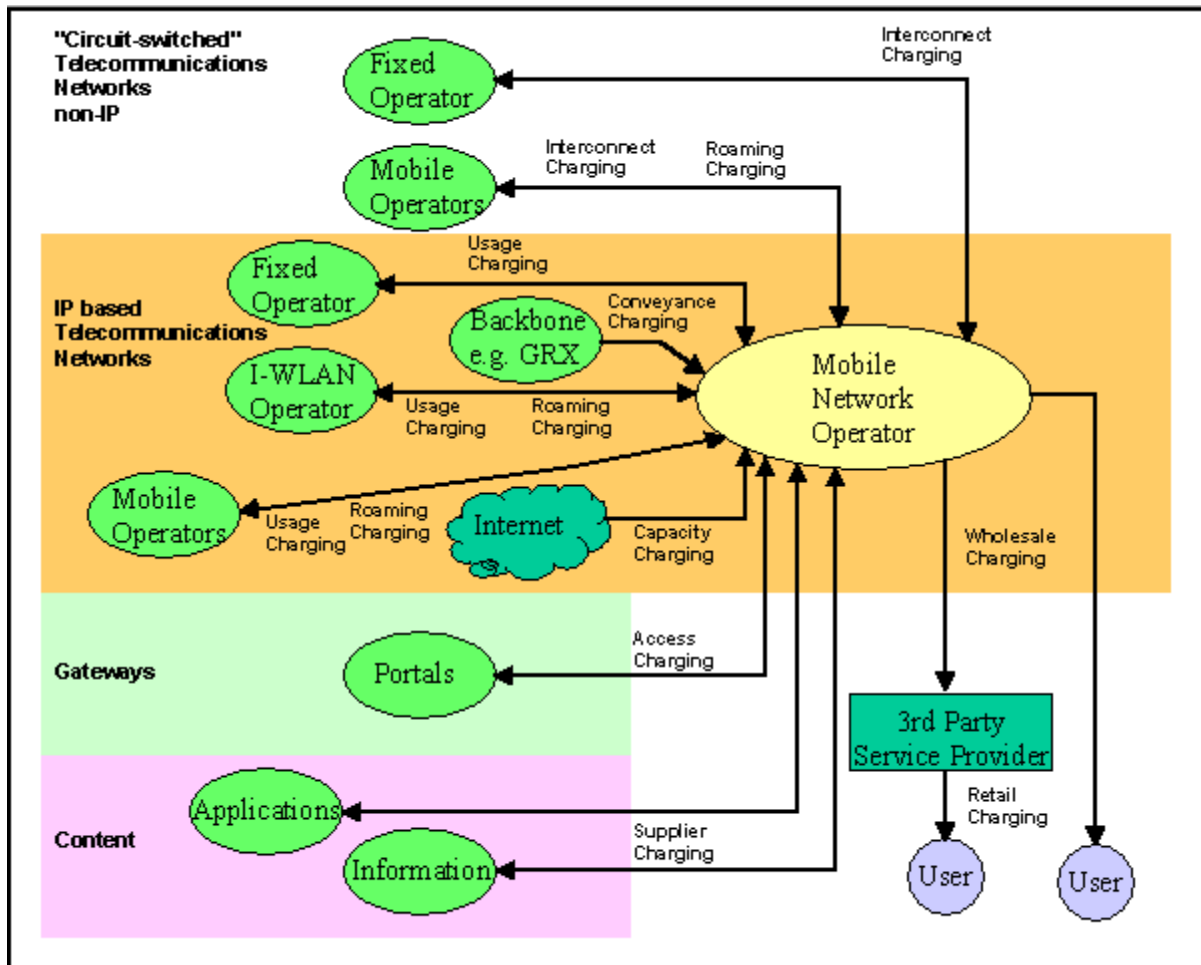 "Circuit-switched"
Telecommunications
Networks
non-IP
Fixed
Operator
Interconnect
Charging
Mobile
Operators
Interconnect
Charging
Roaming
Charging
IP based
Telecommunications
Networks
Fixed
Operator
Usage
Charging
Backbone
e.g. GRX
Conveyance
Charging
Mobile
Network
Operator
I-WLAN
Operator
Usage
Charging
Roaming
Charging
Mobile
Operators
Usage
Charging
Roaming
Charging
Internet
Capacity
Charging
Wholesale
Charging
Gateways
Portals
Access
Charging
3rd Party
Service Provider
Content
Applications
Information
Supplier
Charging
Retail
Charging
User
User